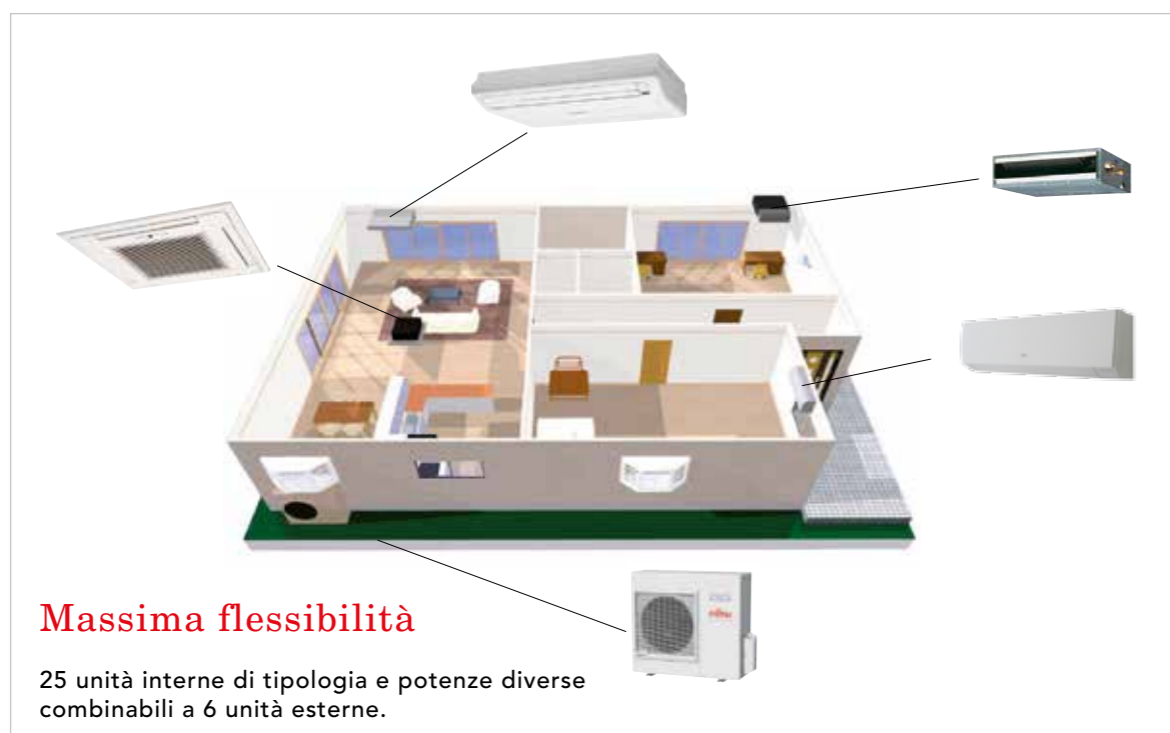 Massima flessibilità
25 unità interne di tipologia e potenze diverse
combinabili a 6 unità esterne.